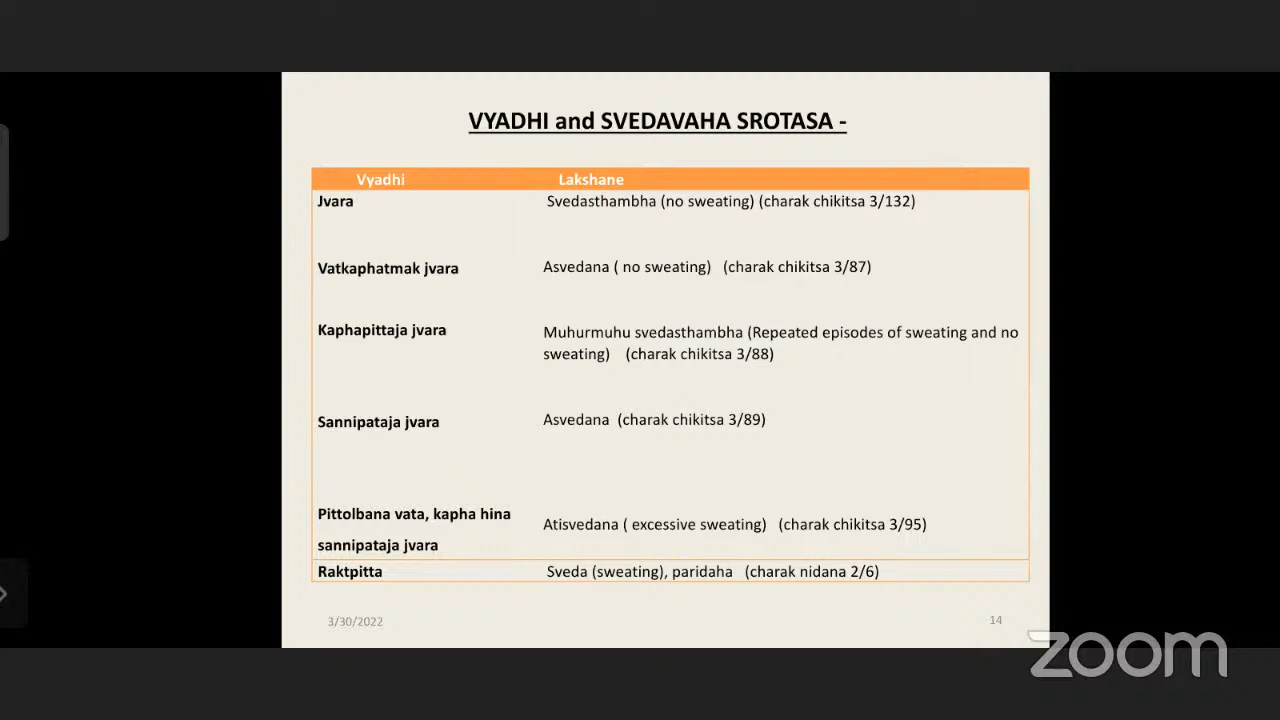 VYADHI and SVEDAVAHA SROTASA -
Vyadhi Lakshane
Jvara Svedasthambha (no sweating) (charak chikitsa 3/132)
Vatkaphatmak jvara Asvedana ( no sweating) (charak chikitsa 3/87)
Kaphapittaja jvara Muhurmuhu svedasthambha (Repeated episodes of sweating and no
sweating) (charak chikitsa 3/88)
Sannipataja jvara Asvedana (charak chikitsa 3/89)
Pittolbana vata, kapha hina
sannipataja jvara Atisvedana ( excessive sweating) (charak chikitsa 3/95)
Raktpitta Sveda (sweating), paridaha (charak nidana 2/6)
3/30/2022 14
zoom